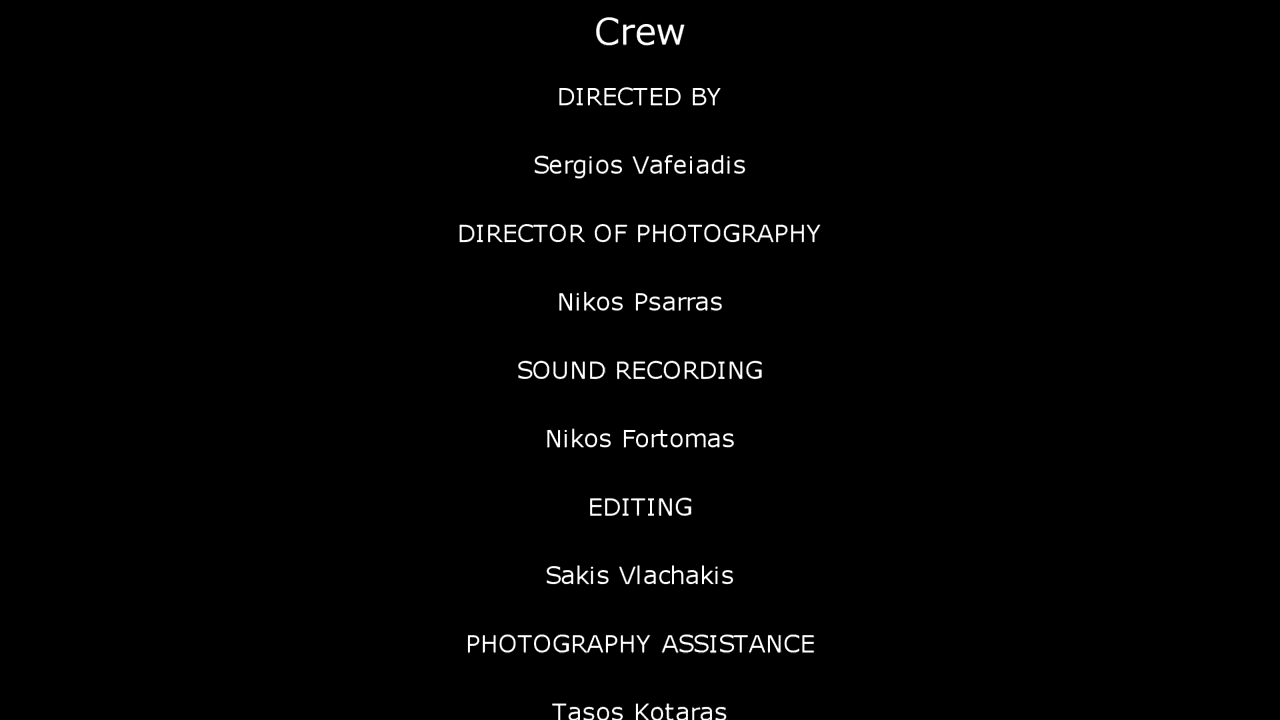 Crew
DIRECTED BY
Sergios Vafeiadis
DIRECTOR OF PHOTOGRAPHY
Nikos Psarras
SOUND RECORDING
Nikos Fortomas
EDITING
Sakis Vlachakis
PHOTOGRAPHY ASSISTANCE
Tasos Kotaras